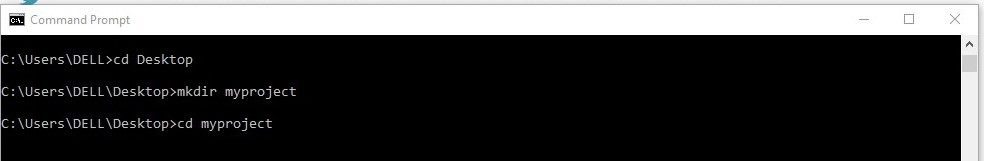 Command Prompt
C:\Users\DELL>cd Desktop
C:\Users\DELL\Desktop>mkdir myproject
C:\Users\DELL\Desktop>cd myproject